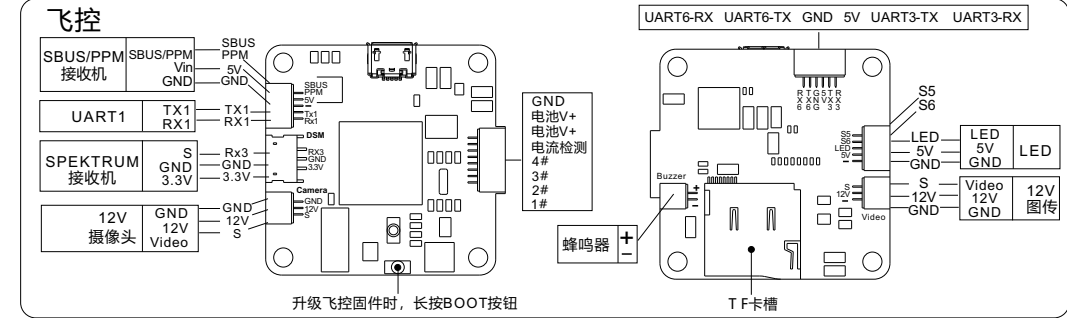 飞控
SBUS/PPM
接收机
SBUS/PPM
Vin
GND
SBUS
PPM
5V
GND
UART1
TX1
RX1
TX1
RX1
SPEKTRUM
接收机
S
GND
3.3V
Rx3
GND
3.3V
12V
摄像头
GND
12V
Video
GND
12V
S
SBUS
PPM
5V
Tx1
Rx1
DSM
RX3
GND
3.3V
Camera
GND
12V
S
升级飞控固件时，长按BOOT按钮
GND
电池V+
电池V+
电流检测
4#
3#
2#
1#
UART6-RX UART6-TX GND 5V UART3-TX UART3-RX
RX6
TX6
GND
5V
TX3
RX3
S5
S6
S5
S6
LED
5V
LED
5V
GND
LED
5V
GND
LED
S
12V
Video
S
12V
GND
Video
12V
GND
12V
图传
Buzzer
+
蜂鸣器
+
−
TF卡槽